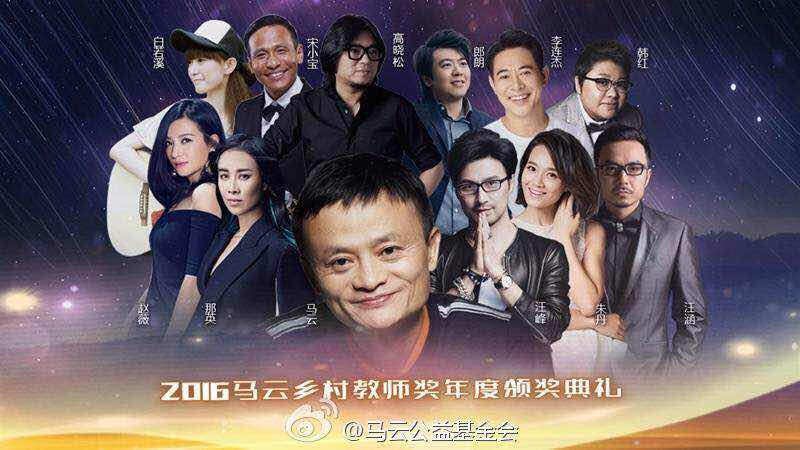 白若溪
宋小宝
高晓松
郎朗
李连杰
韩红
赵薇
那英
马云
汪峰
朱丹
汪涵
2016马云乡村教师奖年度颁奖典礼
@马云公益基金会